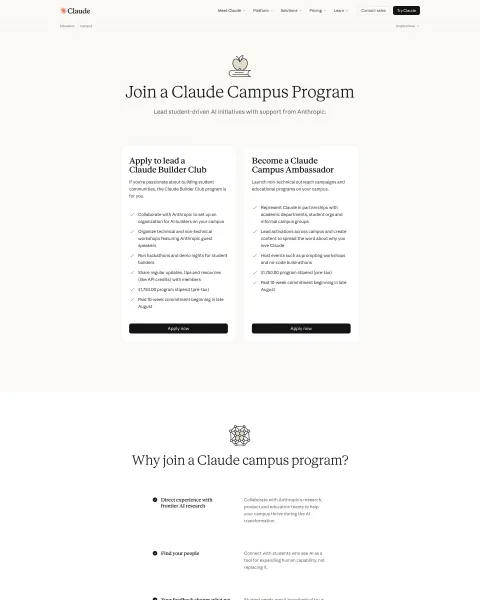 Claude
Meet Claude
Platform
Solutions
Pricing
Learn
Contact sales
Try Claude
Education
Campus
Join a Claude Campus Program
Lead student-driven AI initiatives with support from Anthropic.
Apply to lead a
Claude Builder Club
If you're passionate about building student
communities, the Claude Builder Club program is
for you.
Collaborate with Anthropic to set up an
organization for AI builders on your campus
Organize technical and non-technical
workshops featuring Anthropic guest
speakers
Run hackathons and demo nights for student
builders
Share regular updates, tips and resources
(like API credits) with members
$1,750.00 program stipend (pre-tax)
Paid 10-week commitment beginning in late
August
Apply now
Become a Claude
Campus Ambassador
Launch non-technical outreach campaigns and
educational programs on your campus.
Represent Claude in partnerships with
academic departments, student orgs and
informal campus groups
Lead activations across campus and create
content to spread the word about why you
love Claude
Host events such as prompting workshops
and no-code buildathons
$1,750 program stipend (pre-tax)
Paid 10-week commitment beginning in late
August
Apply now
Why join a Claude campus program?
Direct experience with
frontier AI research
Collaborate with Anthropic's research,
product and education teams to help
your campus thrive during the AI
transformation.
Find your people
Connect with students who see AI as a
tool for expanding human capability, not
replacing it.